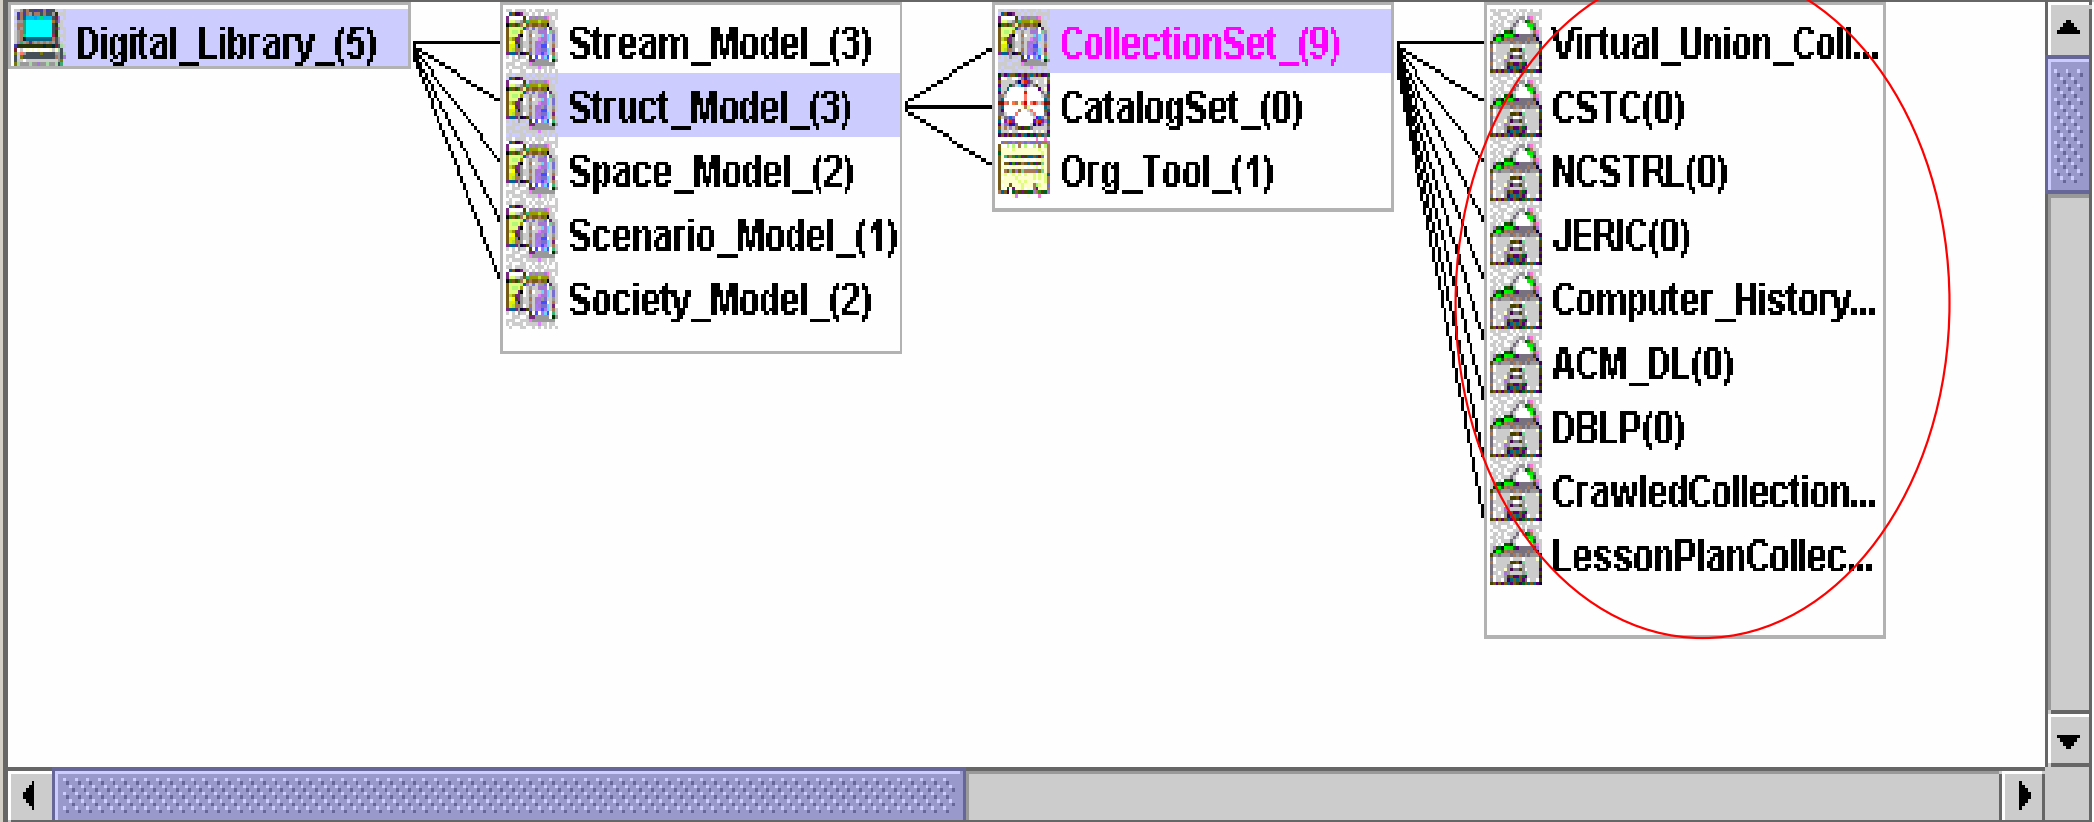 Digital_Library_(5)
Stream_Model_(3)
Struct_Model_(3)
Space_Model_(2)
Scenario_Model_(1)
Society_Model_(2)
CollectionSet_(9)
CatalogSet_(0)
Org_Tool_(1)
Virtual_Union_Coll...
CSTC(0)
NCSTRL(0)
JERIC(0)
Computer_History...
ACM_DL(0)
DBLP(0)
CrawledCollection...
LessonPlanCollec...